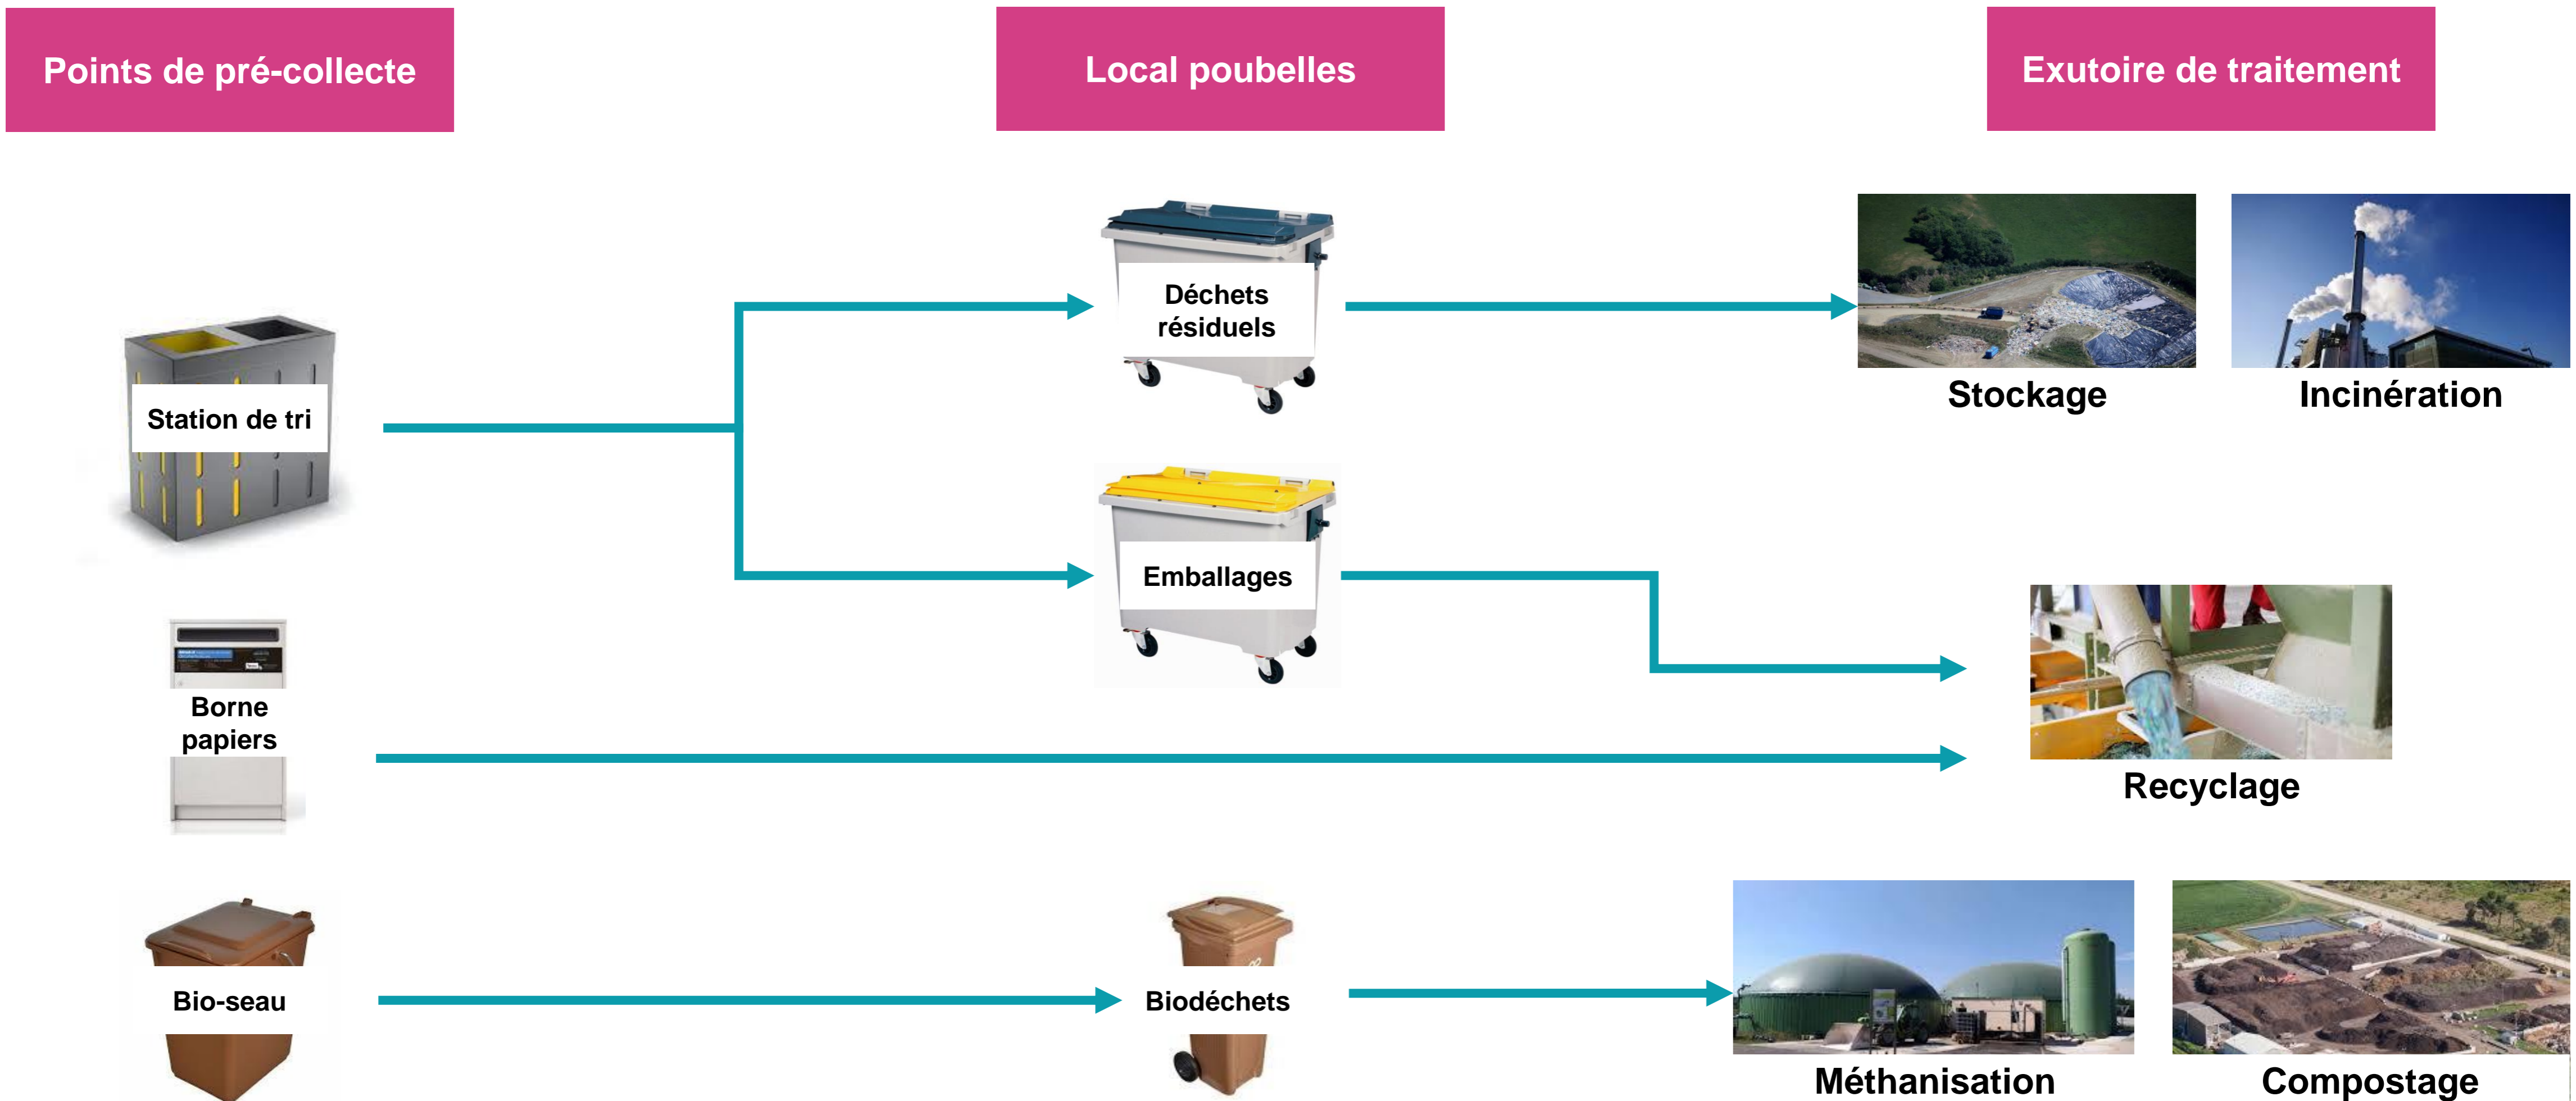 Points de pré-collecte
Local poubelles
Exutoire de traitement
Station de tri
Déchets
résiduels
Stockage
Incinération
Emballages
Borne
papiers
Recyclage
Bio-seau
Biodéchets
Méthanisation
Compostage